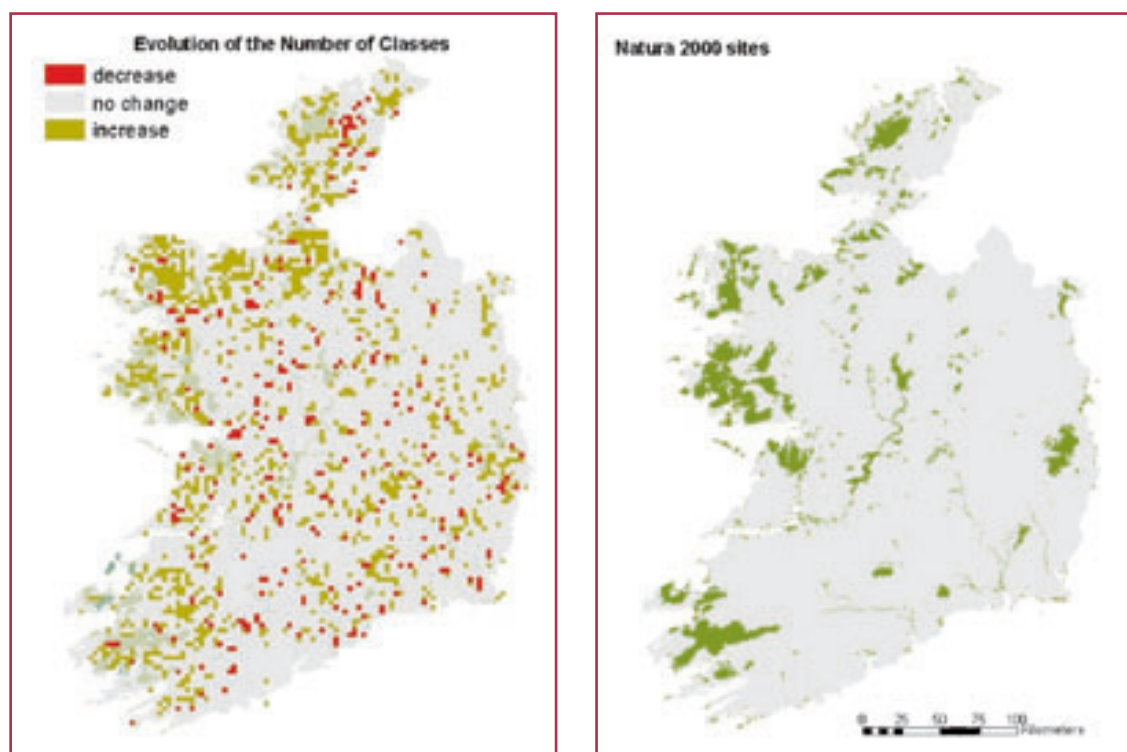 Evolution of the Number of Classes
decrease
no change
increase
Natura 2000 sites
0 25 50 75 100
Kilometers